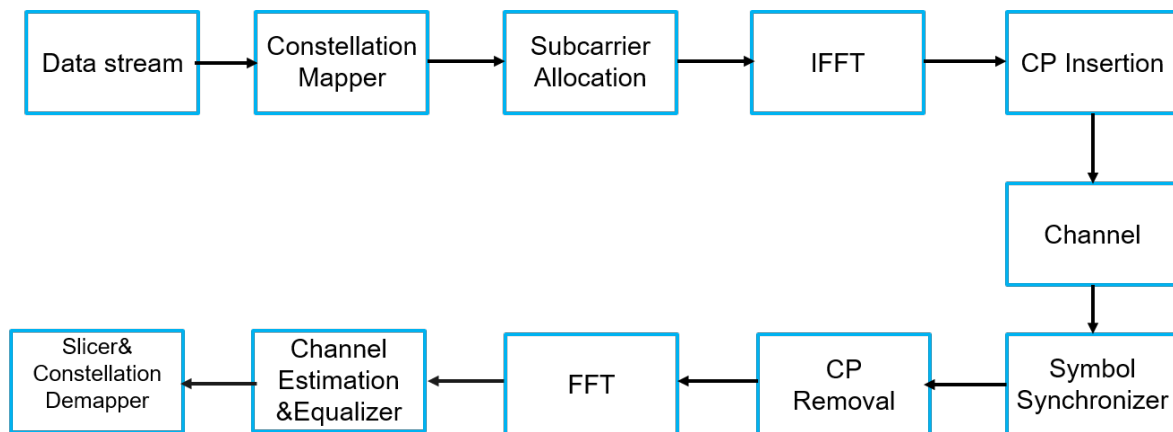 Data stream
Constellation
Mapper
Subcarrier
Allocation
IFFT
CP Insertion
Channel
Symbol
Synchronizer
CP
Removal
FFT
Channel
Estimation
&Equalizer
Slicer&
Constellation
Demapper